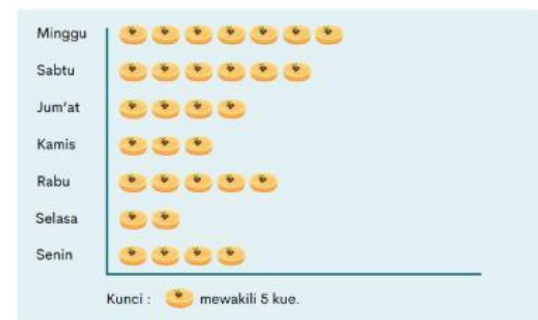 Minggu
Sabtu
Jum'at
Kamis
Rabu
Selasa
Senin
Kunci : mewakili 5 kue.